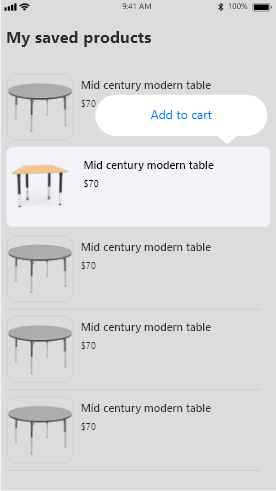 9:41 AM 100%
My saved products
Mid century modern table
$70
Add to cart
Mid century modern table
$70
Mid century modern table
$70
Mid century modern table
$70
Mid century modern table
$70